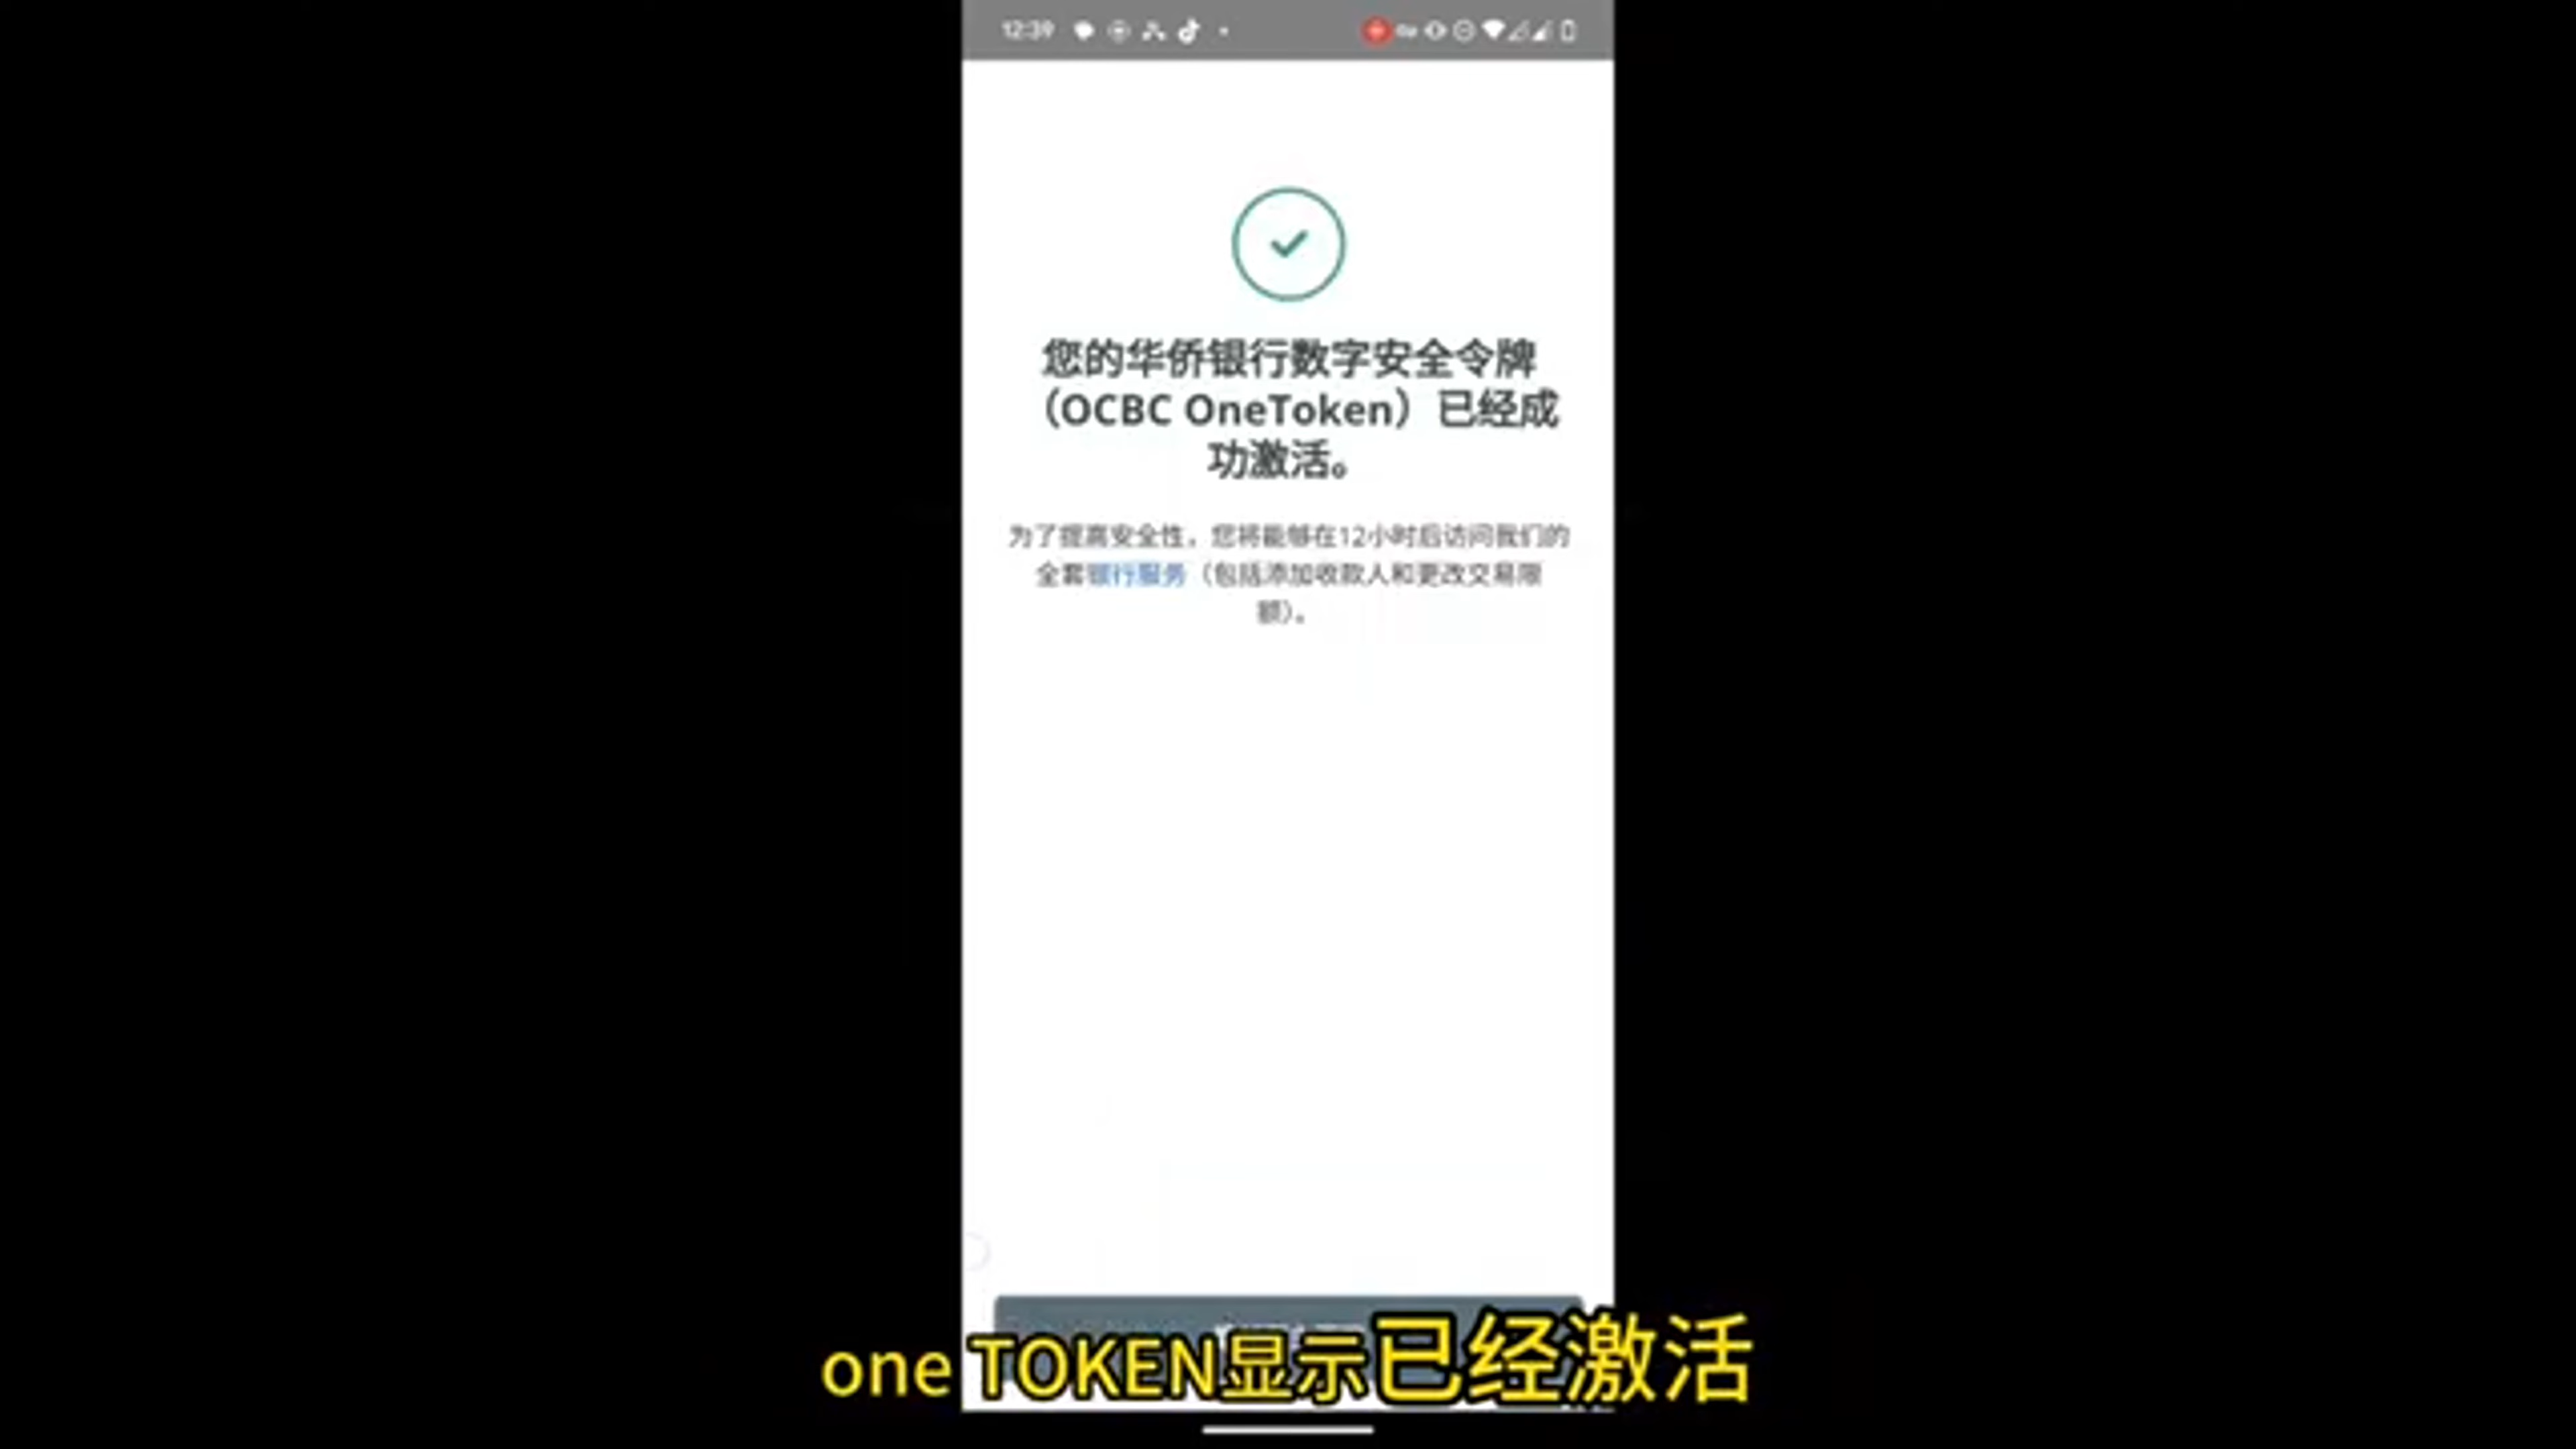 12:39
您的华侨银行数字安全令牌
（OCBC OneToken）已经成
功激活。
为了提高安全性，您将能够在12小时后访问我们的
全套银行服务（包括添加收款人和更改交易限
额）。
one TOKEN显示已经激活